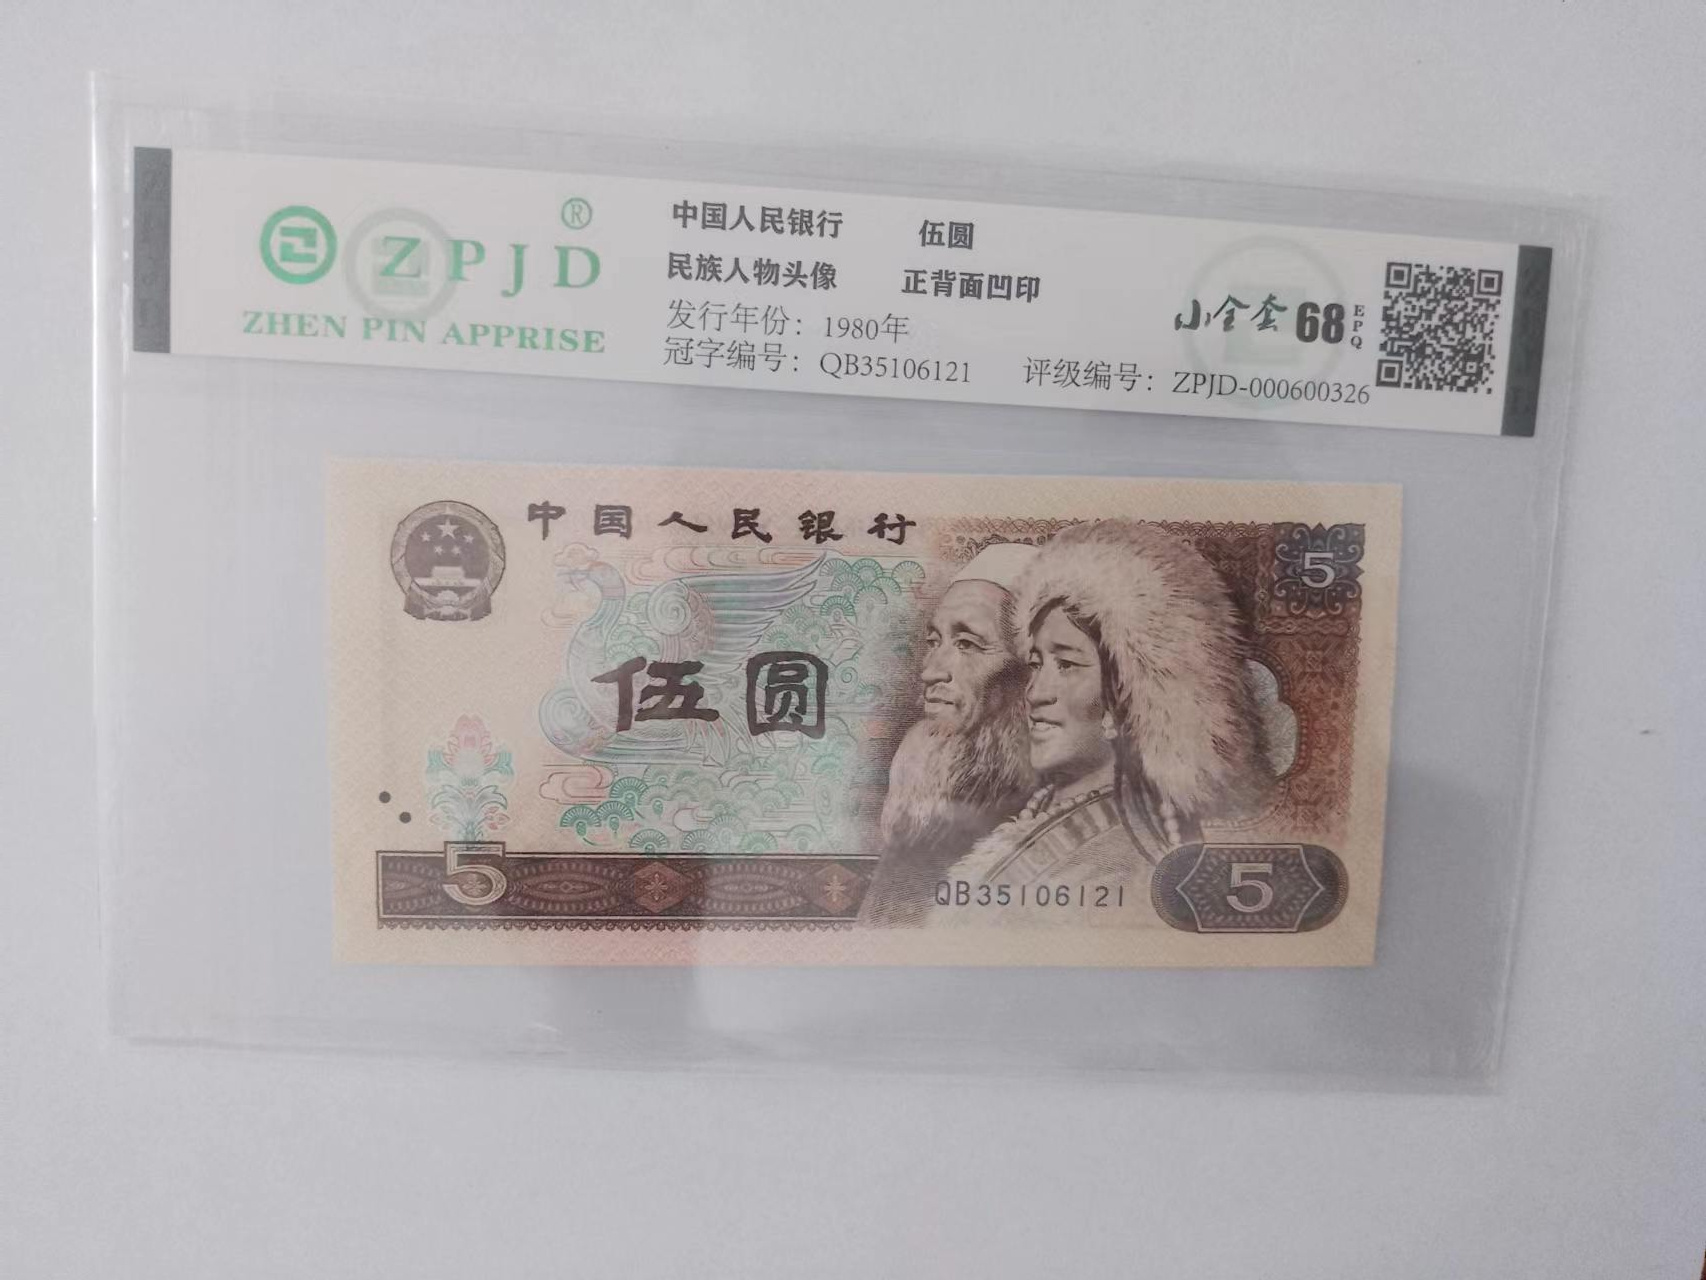 ZPJD®
ZHEN PIN APPRISE
中国人民银行 伍圆
民族人物头像 正背面凹印
发行年份：1980年
冠字编号：QB35106121 评级编号：ZPJD-000600326
小全套 68 EPQ
中国人民银行
5
伍圆
5
QB35106121
5